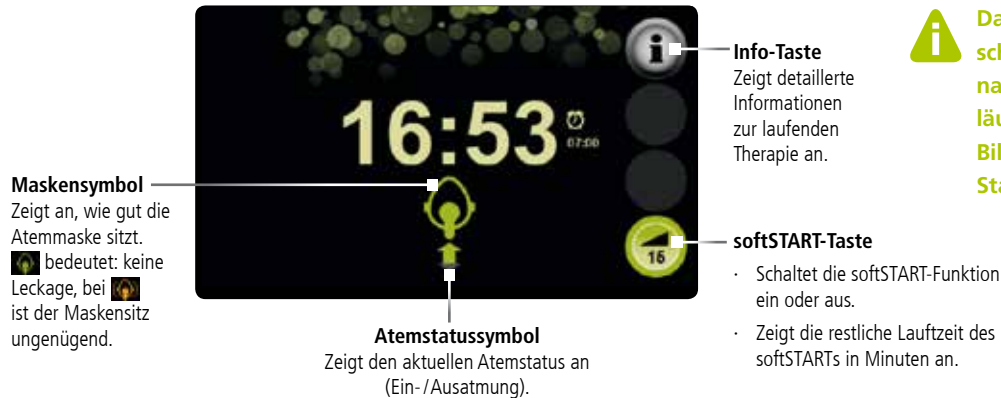 16:53
07:00
15
Info-Taste
Zeigt detaillierte
Informationen
zur laufenden
Therapie an.
Maskensymbol
Zeigt an, wie gut die
Atemmaske sitzt.
bedeutet: keine
Leckage, bei
ist der Maskensitz
ungenügend.
Atemstatussymbol
Zeigt den aktuellen Atemstatus an
(Ein-/Ausatmung).
softSTART-Taste
· Schaltet die softSTART-Funktion
ein oder aus.
· Zeigt die restliche Laufzeit des
softSTARTs in Minuten an.
Da
sch
na
läu
Bil
Sta